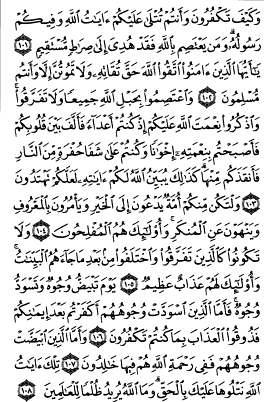 وَكَيْفَ تَكْفُرُونَ وَأَنتُمْ تُتْلَىٰ عَلَيْكُمْ ءَايَٰتُ ٱللَّهِ وَفِيكُمْ
رَسُولُهُۥ وَمَن يَعْتَصِم بِٱللَّهِ فَقَدْ هُدِىَ إِلَىٰ صِرَٰطٍ مُّسْتَقِيمٍ ١٠١
يَٰٓأَيُّهَا ٱلَّذِينَ ءَامَنُوا۟ ٱتَّقُوا۟ ٱللَّهَ حَقَّ تُقَاتِهِۦ وَلَا تَمُوتُنَّ إِلَّا وَأَنتُم
مُّسْلِمُونَ ١٠٢ وَٱعْتَصِمُوا۟ بِحَبْلِ ٱللَّهِ جَمِيعًا وَلَا تَفَرَّقُوا۟
وَٱذْكُرُوا۟ نِعْمَتَ ٱللَّهِ عَلَيْكُمْ إِذْ كُنتُمْ أَعْدَآءً فَأَلَّفَ بَيْنَ قُلُوبِكُمْ
فَأَصْبَحْتُم بِنِعْمَتِهِۦٓ إِخْوَٰنًا وَكُنتُمْ عَلَىٰ شَفَا حُفْرَةٍ مِّنَ ٱلنَّارِ
فَأَنقَذَكُم مِّنْهَا كَذَٰلِكَ يُبَيِّنُ ٱللَّهُ لَكُمْ ءَايَٰتِهِۦ لَعَلَّكُمْ تَهْتَدُونَ
١٠٣ وَلْتَكُن مِّنكُمْ أُمَّةٌ يَدْعُونَ إِلَى ٱلْخَيْرِ وَيَأْمُرُونَ بِٱلْمَعْرُوفِ
وَيَنْهَوْنَ عَنِ ٱلْمُنكَرِ وَأُو۟لَٰٓئِكَ هُمُ ٱلْمُفْلِحُونَ ١٠٤ وَلَا
تَكُونُوا۟ كَٱلَّذِينَ تَفَرَّقُوا۟ وَٱخْتَلَفُوا۟ مِنۢ بَعْدِ مَا جَآءَهُمُ ٱلْبَيِّنَٰتُ
وَأُو۟لَٰٓئِكَ لَهُمْ عَذَابٌ عَظِيمٌ ١٠٥ يَوْمَ تَبْيَضُّ وُجُوهٌ وَتَسْوَدُّ
وُجُوهٌ فَأَمَّا ٱلَّذِينَ ٱسْوَدَّتْ وُجُوهُهُمْ أَكَفَرْتُم بَعْدَ إِيمَٰنِكُمْ
فَذُوقُوا۟ ٱلْعَذَابَ بِمَا كُنتُمْ تَكْفُرُونَ ١٠٦ وَأَمَّا ٱلَّذِينَ ٱبْيَضَّتْ
وُجُوهُهُمْ فَفِى رَحْمَةِ ٱللَّهِ هُمْ فِيهَا خَٰلِدُونَ ١٠٧ تِلْكَ ءَايَٰتُ
ٱللَّهِ نَتْلُوهَا عَلَيْكَ بِٱلْحَقِّ وَمَا ٱللَّهُ يُرِيدُ ظُلْمًا لِّلْعَٰلَمِينَ ١٠٨